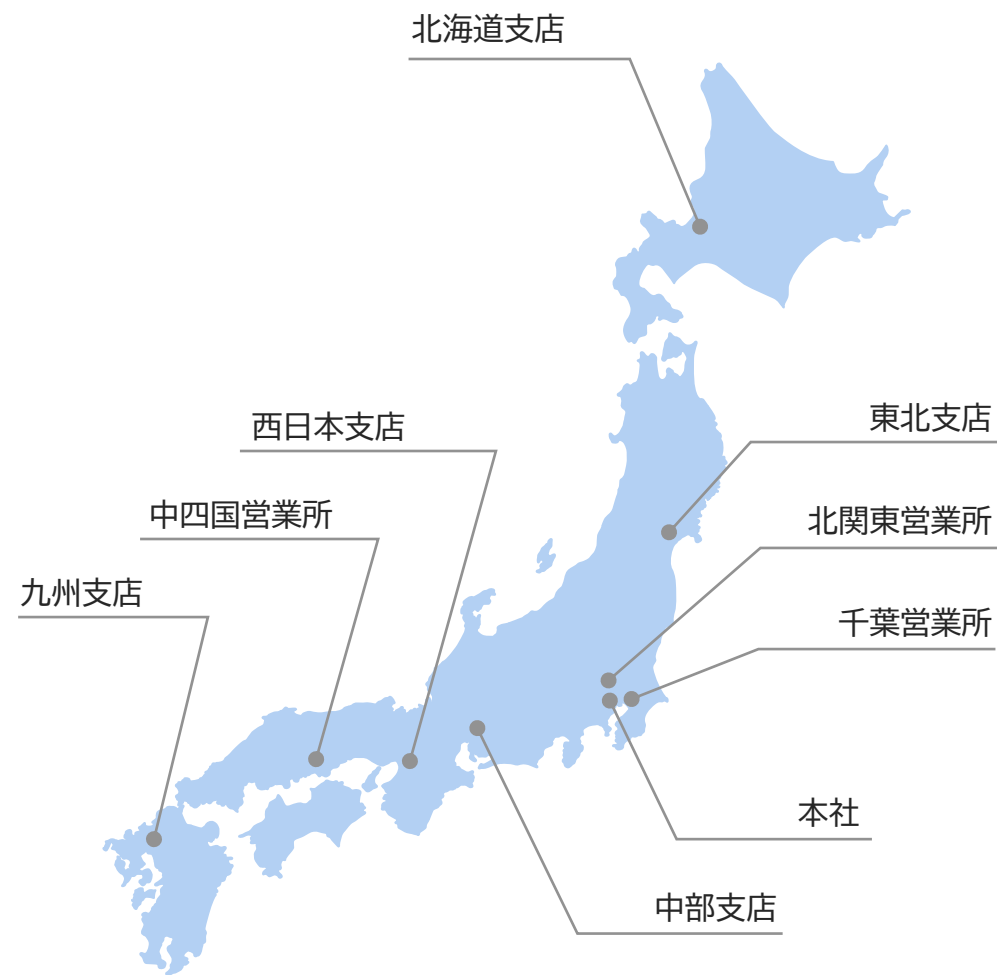 北海道支店
西日本支店
東北支店
中四国営業所
北関東営業所
九州支店
千葉営業所
本社
中部支店